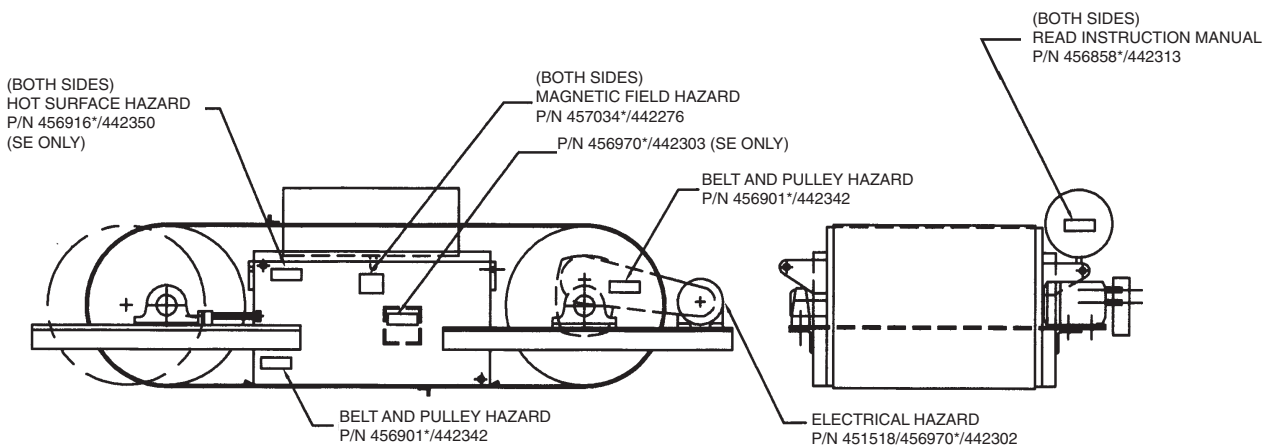 (BOTH SIDES)
READ INSTRUCTION MANUAL
P/N 456858*/442313
(BOTH SIDES)
HOT SURFACE HAZARD
P/N 456916*/442350
(SE ONLY)
(BOTH SIDES)
MAGNETIC FIELD HAZARD
P/N 457034*/442276
P/N 456970*/442303 (SE ONLY)
BELT AND PULLEY HAZARD
P/N 456901*/442342
BELT AND PULLEY HAZARD
P/N 456901*/442342
ELECTRICAL HAZARD
P/N 451518/456970*/442302